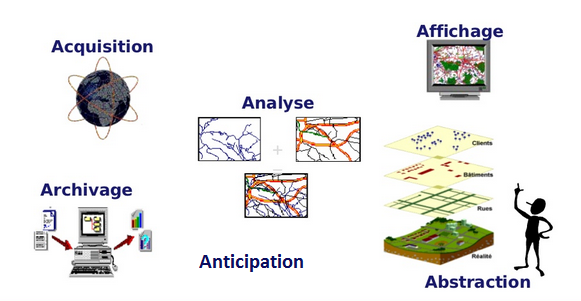 Acquisition
Affichage
Analyse
Clients
Bâtiments
Rues
Réalité
Archivage
Anticipation
Abstraction